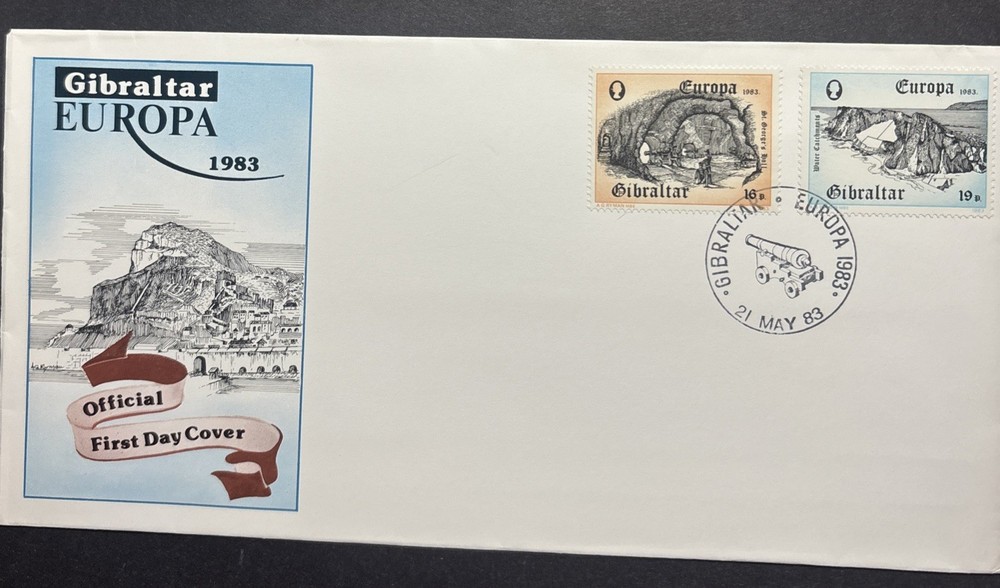 Gibraltar
EUROPA
1983
Official
First Day Cover
Europa 1983.
St. George's Hall
Gibraltar 16p.
Europa 1983.
Water Catchments
Gibraltar 19p.
GIBRALTAR · EUROPA 1983 ·
21 MAY 83